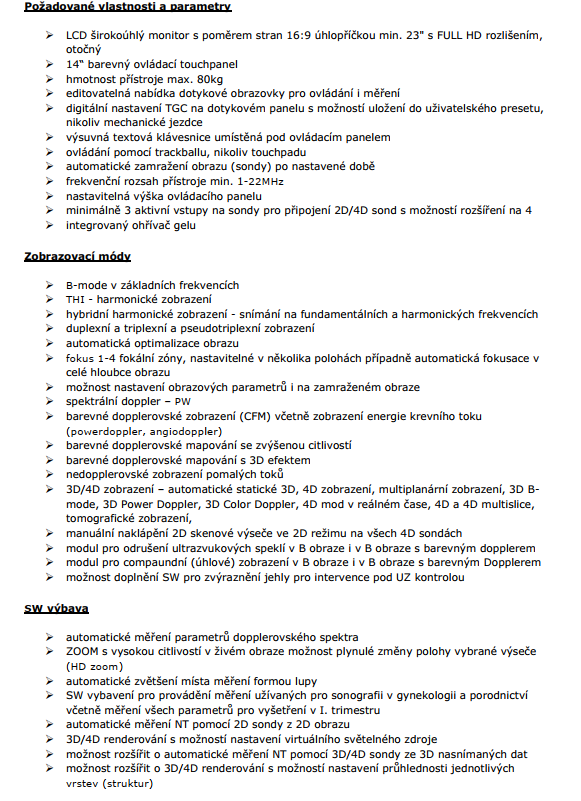 Požadované vlastnosti a parametry
➤ LCD širokoúhlý monitor s poměrem stran 16:9 úhlopříčkou min. 23" s FULL HD rozlišením,
otočný
➤ 14“ barevný ovládací touchpanel
➤ hmotnost přístroje max. 80kg
➤ editovatelná nabídka dotykové obrazovky pro ovládání i měření
➤ digitální nastavení TGC na dotykovém panelu s možností uložení do uživatelského presetu,
nikoliv mechanické jezdce
➤ výsuvná textová klávesnice umístěná pod ovládacím panelem
➤ ovládání pomocí trackballu, nikoliv touchpadu
➤ automatické zamražení obrazu (sondy) po nastavené době
➤ frekvenční rozsah přístroje min. 1-22MHz
➤ nastavitelná výška ovládacího panelu
➤ minimálně 3 aktivní vstupy na sondy pro připojení 2D/4D sond s možností rozšíření na 4
➤ integrovaný ohřívač gelu
Zobrazovací módy
➤ B-mode v základních frekvencích
➤ THI - harmonické zobrazení
➤ hybridní harmonické zobrazení - snímání na fundamentálních a harmonických frekvencích
➤ duplexní a triplexní a pseudotriplexní zobrazení
➤ automatická optimalizace obrazu
➤ fokus 1-4 fokální zóny, nastavitelné v několika polohách případně automatická fokusace v
celé hloubce obrazu
➤ možnost nastavení obrazových parametrů i na zamraženém obraze
➤ spektrální doppler – PW
➤ barevné dopplerovské zobrazení (CFM) včetně zobrazení energie krevního toku
(powerdoppler, angiodoppler)
➤ barevné dopplerovské mapování se zvýšenou citlivostí
➤ barevné dopplerovské mapování s 3D efektem
➤ nedopplerovské zobrazení pomalých toků
➤ 3D/4D zobrazení – automatické statické 3D, 4D zobrazení, multiplanární zobrazení, 3D B-
mode, 3D Power Doppler, 3D Color Doppler, 4D mod v reálném čase, 4D a 4D multislice,
tomografické zobrazení,
➤ manuální naklápění 2D skenové výseče ve 2D režimu na všech 4D sondách
➤ modul pro odrušení ultrazvukových speklí v B obraze i v B obraze s barevným dopplerem
➤ modul pro compaundní (úhlové) zobrazení v B obraze i v B obraze s barevným Dopplerem
➤ možnost doplnění SW pro zvýraznění jehly pro intervence pod UZ kontrolou
SW výbava
➤ automatické měření parametrů dopplerovského spektra
➤ ZOOM s vysokou citlivostí v živém obraze možnost plynulé změny polohy vybrané výseče
(HD zoom)
➤ automatické zvětšení místa měření formou lupy
➤ SW vybavení pro provádění měření užívaných pro sonografii v gynekologii a porodnictví
včetně měření všech parametrů pro vyšetření v I. trimestru
➤ automatické měření NT pomocí 2D sondy z 2D obrazu
➤ 3D/4D renderování s možností nastavení virtuálního světelného zdroje
➤ možnost rozšířit o automatické měření NT pomocí 3D/4D sondy ze 3D nasnímaných dat
➤ možnost rozšířit o 3D/4D renderování s možností nastavení průhlednosti jednotlivých
vrstev (struktur)